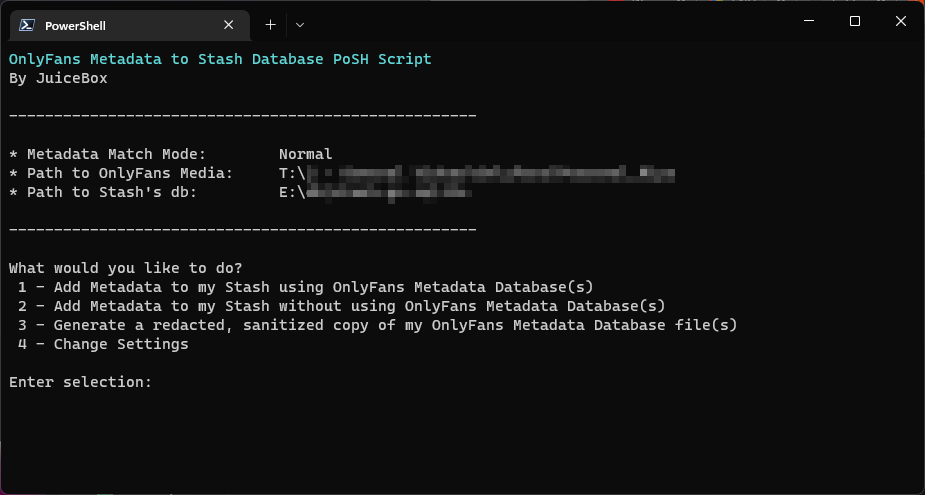 PowerShell
OnlyFans Metadata to Stash Database PoSH Script
By JuiceBox
----------------------------------------------------
* Metadata Match Mode: Normal
* Path to OnlyFans Media: T:\
* Path to Stash's db: E:\
----------------------------------------------------
What would you like to do?
1 - Add Metadata to my Stash using OnlyFans Metadata Database(s)
2 - Add Metadata to my Stash without using OnlyFans Metadata Database(s)
3 - Generate a redacted, sanitized copy of my OnlyFans Metadata Database file(s)
4 - Change Settings
Enter selection: